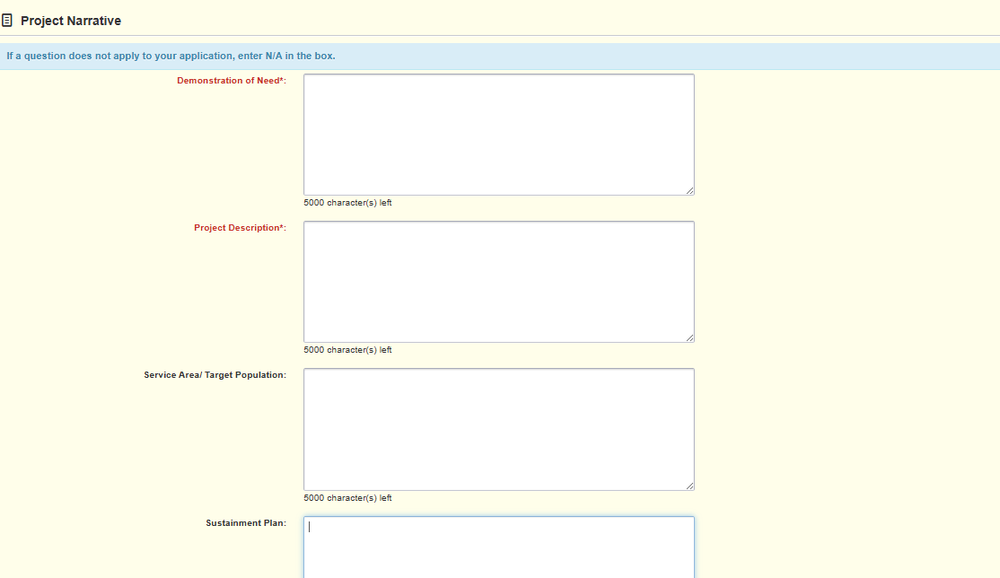 Project Narrative
If a question does not apply to your application, enter N/A in the box.
Demonstration of Need*:
5000 character(s) left
Project Description*:
5000 character(s) left
Service Area/ Target Population:
5000 character(s) left
Sustainment Plan: